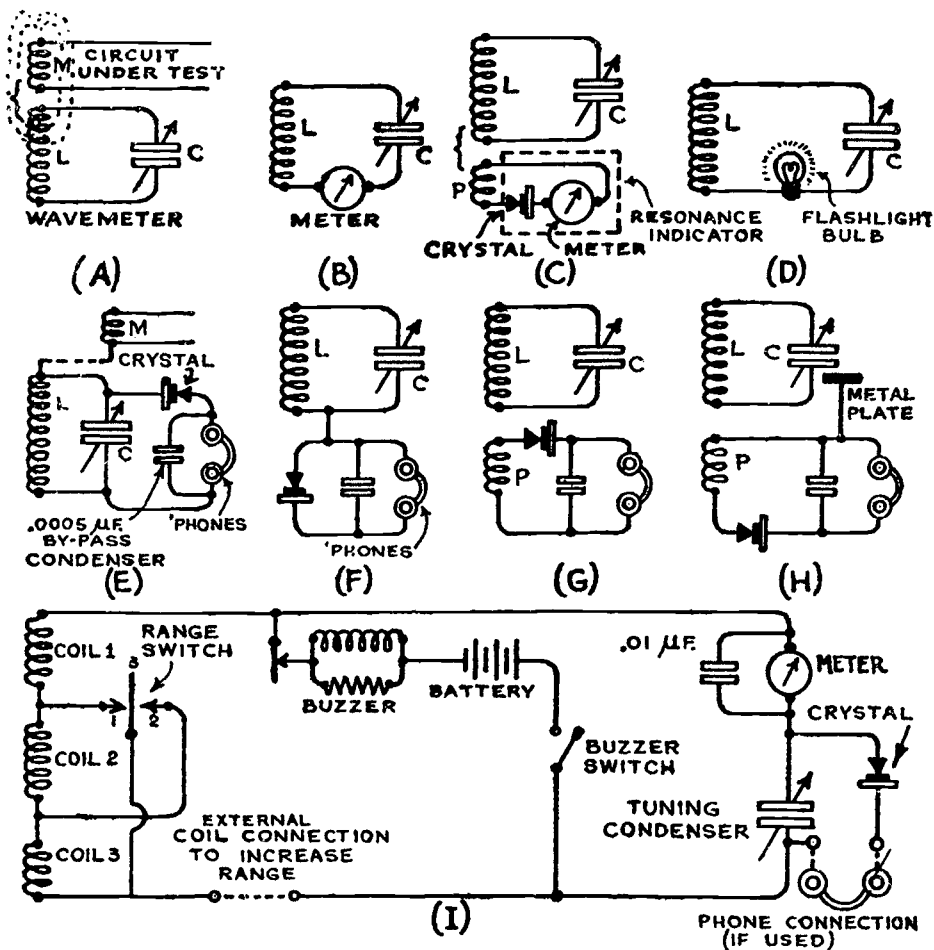 M
CIRCUIT
UNDER TEST
L
C
WAVEMETER
(A)
L
C
METER
(B)
L
C
P
CRYSTAL METER
RESONANCE
INDICATOR
(C)
L
C
FLASHLIGHT
BULB
(D)
M
CRYSTAL
L
C
.0005 µF.
BY-PASS
CONDENSER
'PHONES
(E)
L
C
'PHONES
(F)
L
C
P
(G)
L
C
METAL
PLATE
P
(H)
COIL 1
RANGE
SWITCH
3
1
2
COIL 2
COIL 3
BUZZER
BATTERY
BUZZER
SWITCH
EXTERNAL
COIL CONNECTION
TO INCREASE
RANGE
.01 µF.
METER
CRYSTAL
TUNING
CONDENSER
PHONE CONNECTION
(IF USED)
(I)